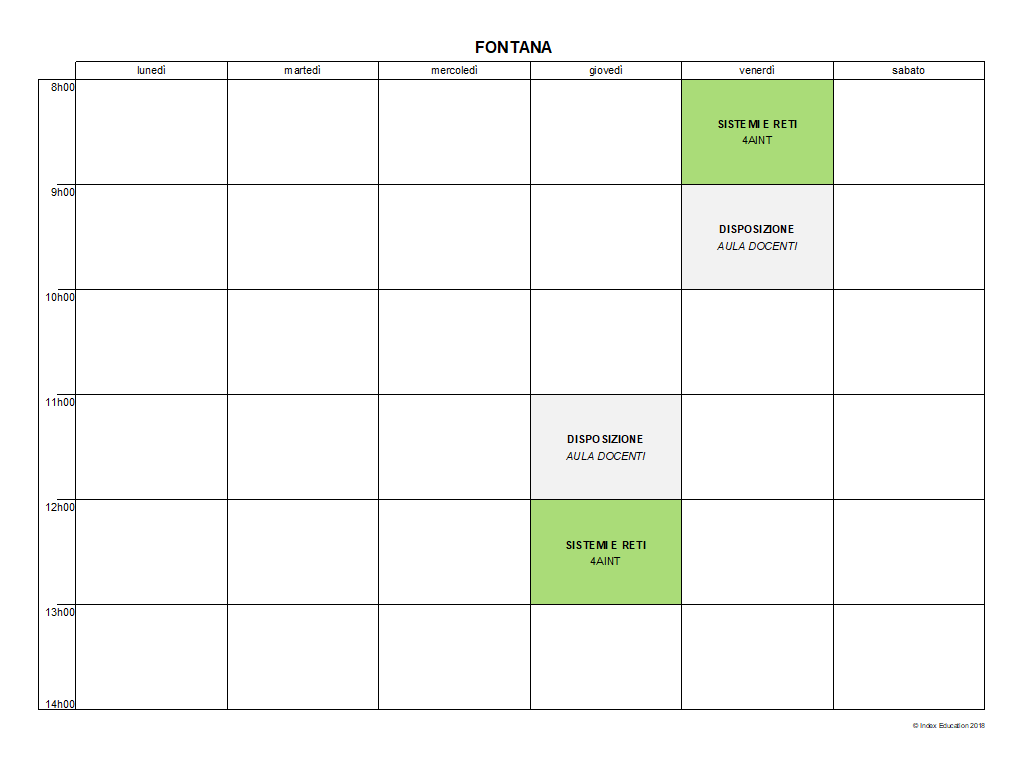 FONTANA
lunedì martedì mercoledì giovedì venerdì sabato
8h00
SISTEMI E RETI
4AINT
9h00
DISPOSIZIONE
AULA DOCENTI
10h00
11h00
DISPOSIZIONE
AULA DOCENTI
12h00
SISTEMI E RETI
4AINT
13h00
14h00
© Index Education 2018